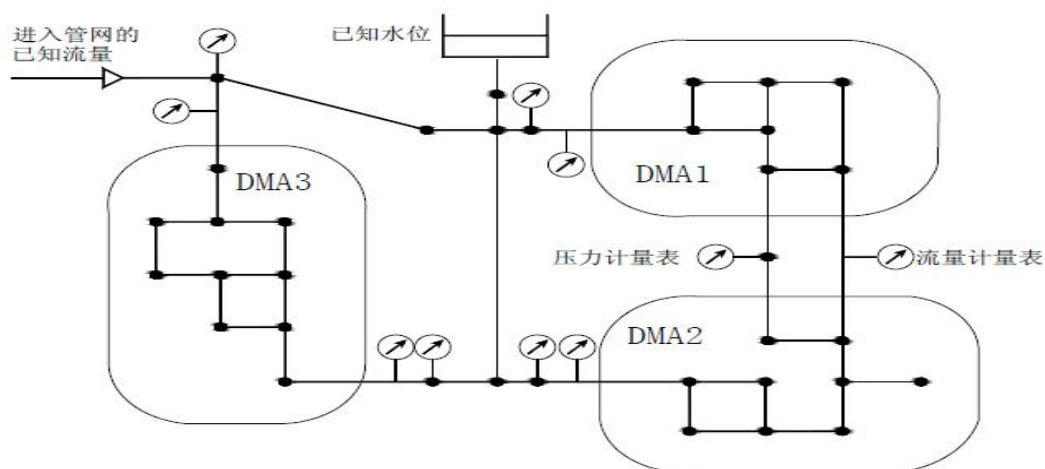 进入管网的
已知流量
已知水位
DMA3
DMA1
压力计量表
流量计量表
DMA2